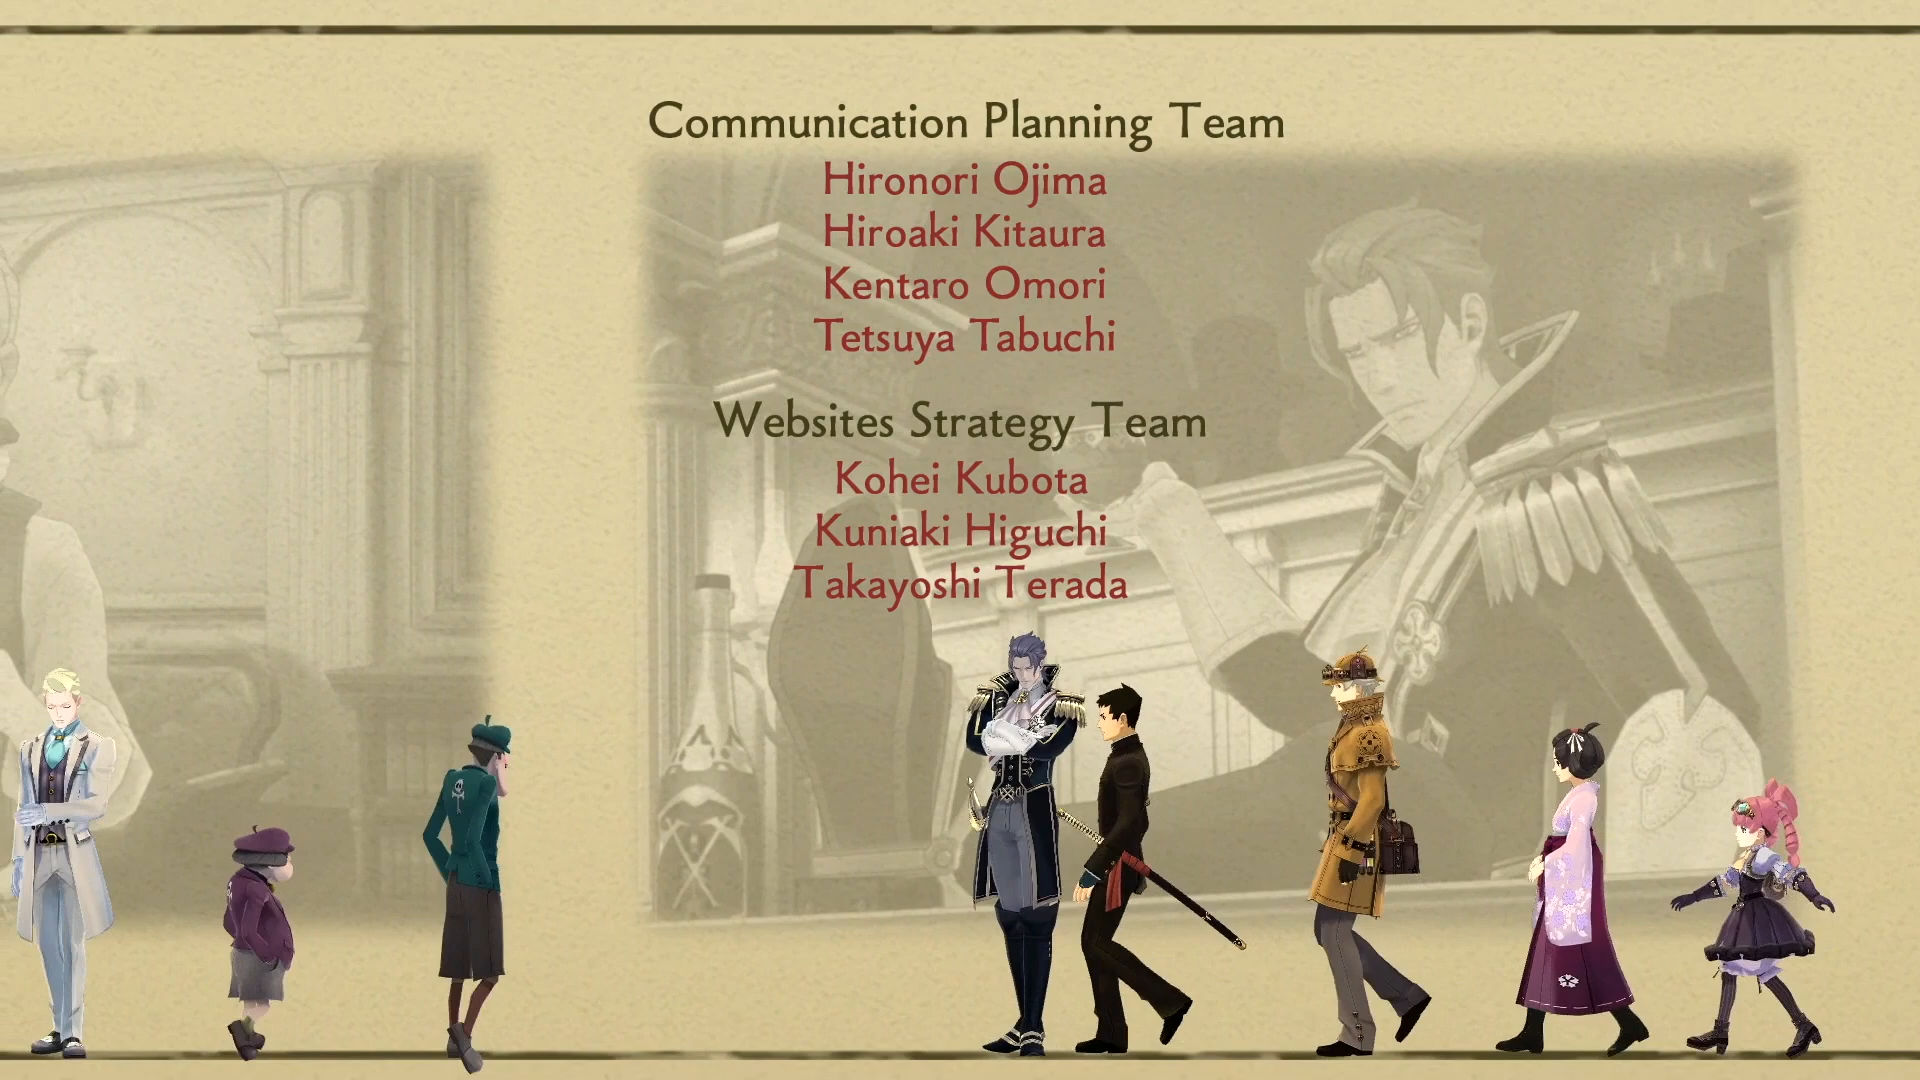 Communication Planning Team
Hironori Ojima
Hiroaki Kitaura
Kentaro Omori
Tetsuya Tabuchi
Websites Strategy Team
Kohei Kubota
Kuniaki Higuchi
Takayoshi Terada